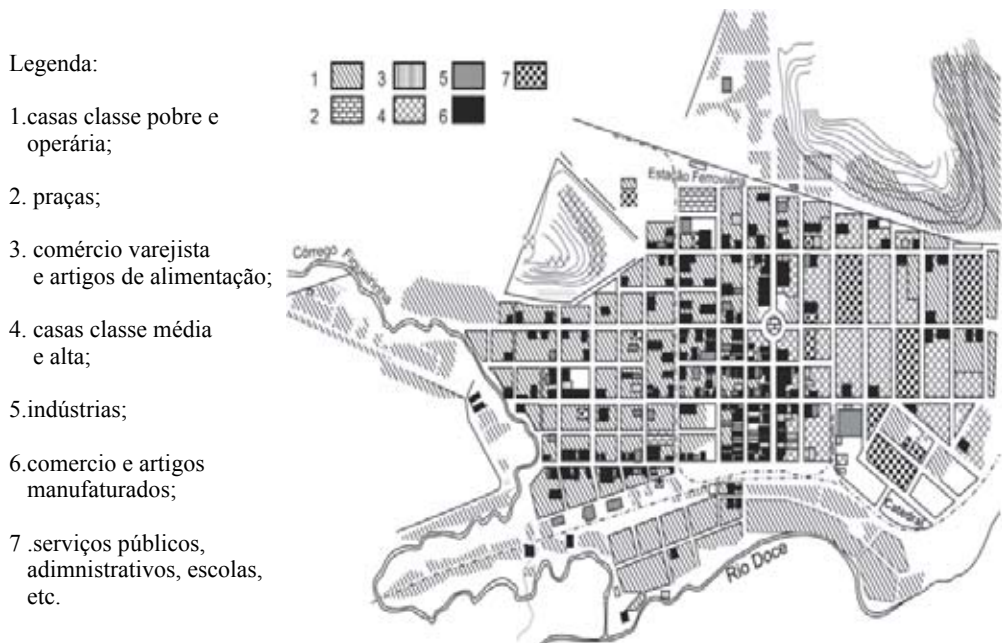 Legenda:
1.casas classe pobre e
operária;
2. praças;
3. comércio varejista
e artigos de alimentação;
4. casas classe média
e alta;
5.indústrias;
6.comercio e artigos
manufaturados;
7 .serviços públicos,
adimnistrativos, escolas,
etc.
1 3 5 7
2 4 6
Estação Ferroviária
Córrego
Rio Doce